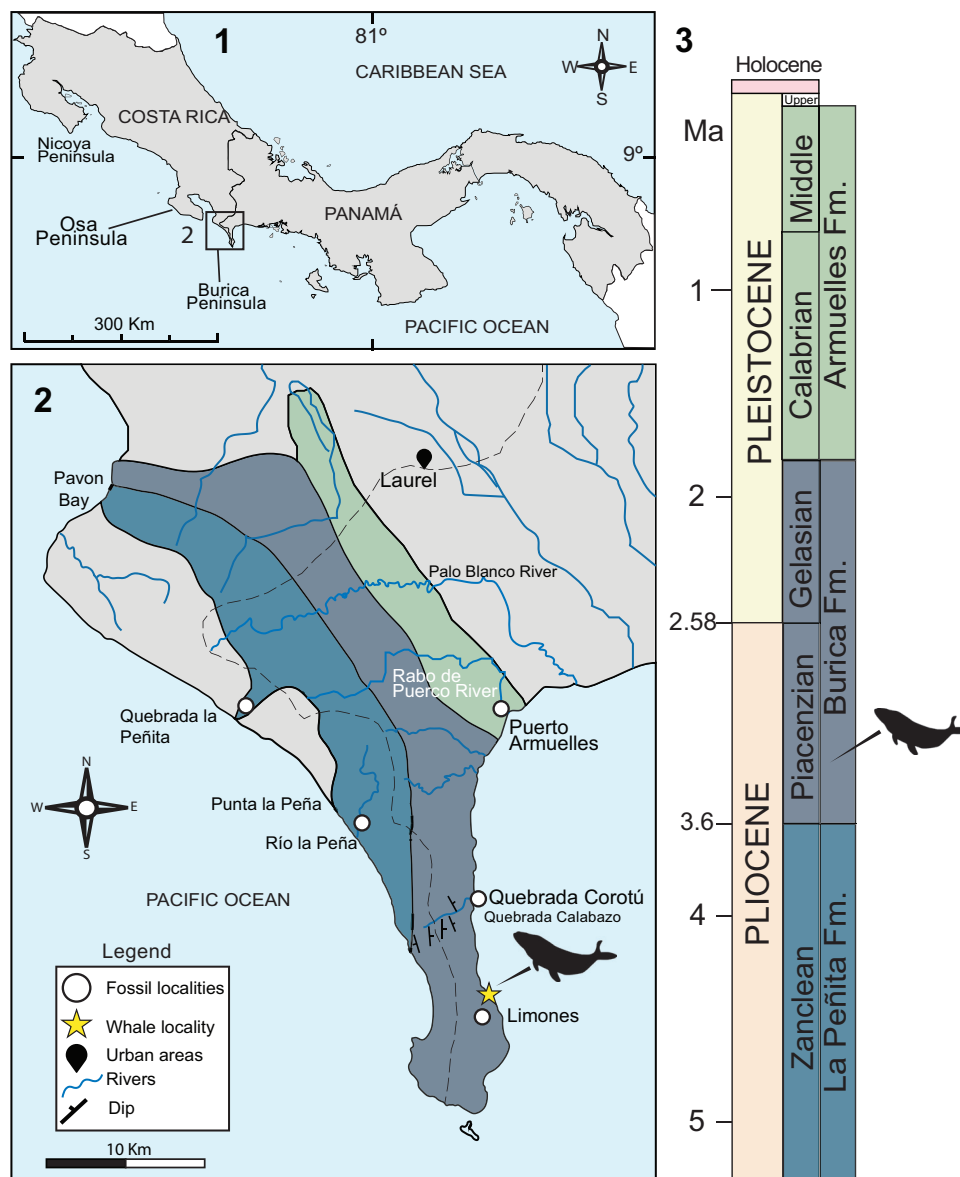 1
81º
CARIBBEAN SEA
N
W
E
S
COSTA RICA
Nicoya
Peninsula
9º
Osa
Peninsula
2
PANAMÁ
Burica
Peninsula
300 Km
PACIFIC OCEAN
2
Pavon
Bay
Laurel
Palo Blanco River
Rabo de
Puerco River
Quebrada la
Peñita
Puerto
Armuelles
N
W
E
S
Punta la Peña
Río la Peña
PACIFIC OCEAN
Quebrada Corotú
Quebrada Calabazo
Limones
Legend
Fossil localities
Whale locality
Urban areas
Rivers
Dip
10 Km
3
Holocene
Ma
Upper
Middle
Armuelles Fm.
1
PLEISTOCENE
Calabrian
2
Gelasian
2.58
Burica Fm.
Piacenzian
3.6
PLIOCENE
4
Zanclean
La Peñita Fm.
5